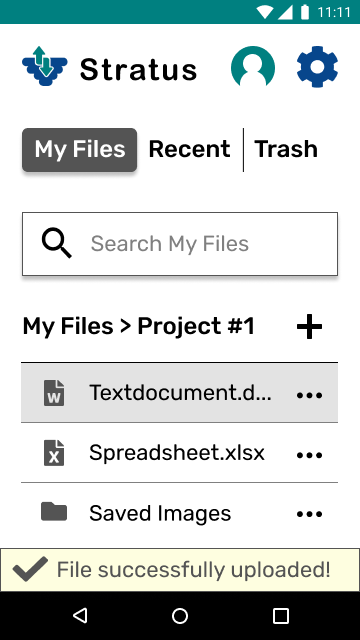 11:11
Stratus
My Files Recent Trash
Search My Files
My Files > Project #1
W Textdocument.d...
X Spreadsheet.xlsx
Saved Images
File successfully uploaded!